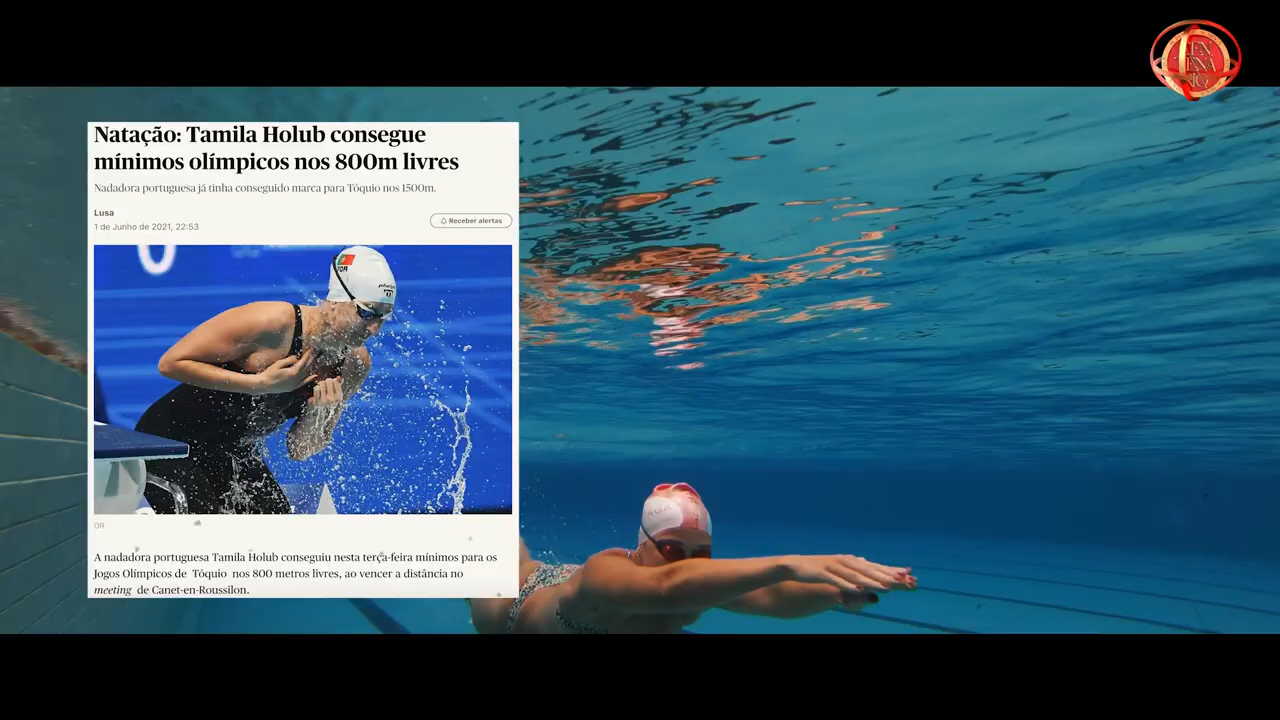 Natação: Tamila Holub consegue
mínimos olímpicos nos 800m livres
Nadadora portuguesa já tinha conseguido marca para Tóquio nos 1500m.
Lusa
1 de Junho de 2021, 22:53
Receber alertas
POR
DR
A nadadora portuguesa Tamila Holub conseguiu nesta terça-feira mínimos para os
Jogos Olímpicos de Tóquio nos 800 metros livres, ao vencer a distância no
meeting de Canet-en-Roussilon.